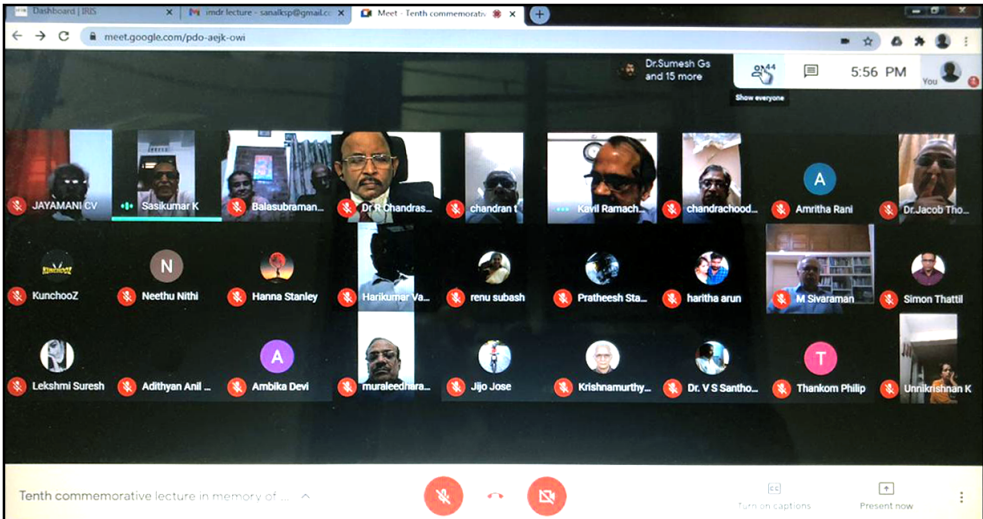 Dashboard | IRIS
imdr lecture - sanalksp@gmail.co
Meet - Tenth commemorativ
meet.google.com/pdo-aejk-owi
Dr.Sumesh Gs
and 15 more
44
5:56 PM
You
Show everyone
JAYAMANI CV
Sasikumar K
Balasubraman...
Dr R Chandras...
chandran t
Kavil Ramach...
chandrachood...
A
Amritha Rani
Dr.Jacob Tho...
KUNCHOOZ
KunchooZ
N
Neethu Nithi
Hanna Stanley
Harikumar Va...
renu subash
Pratheesh Sta...
haritha arun
M Sivaraman
Simon Thattil
Lekshmi Suresh
Adithyan Anil ...
A
Ambika Devi
muraleedhara...
Jijo Jose
Krishnamurthy...
Dr. V S Santho...
T
Thankom Philip
Unnikrishnan K
Tenth commemorative lecture in memory of ...
CC
Turn on captions
Present now